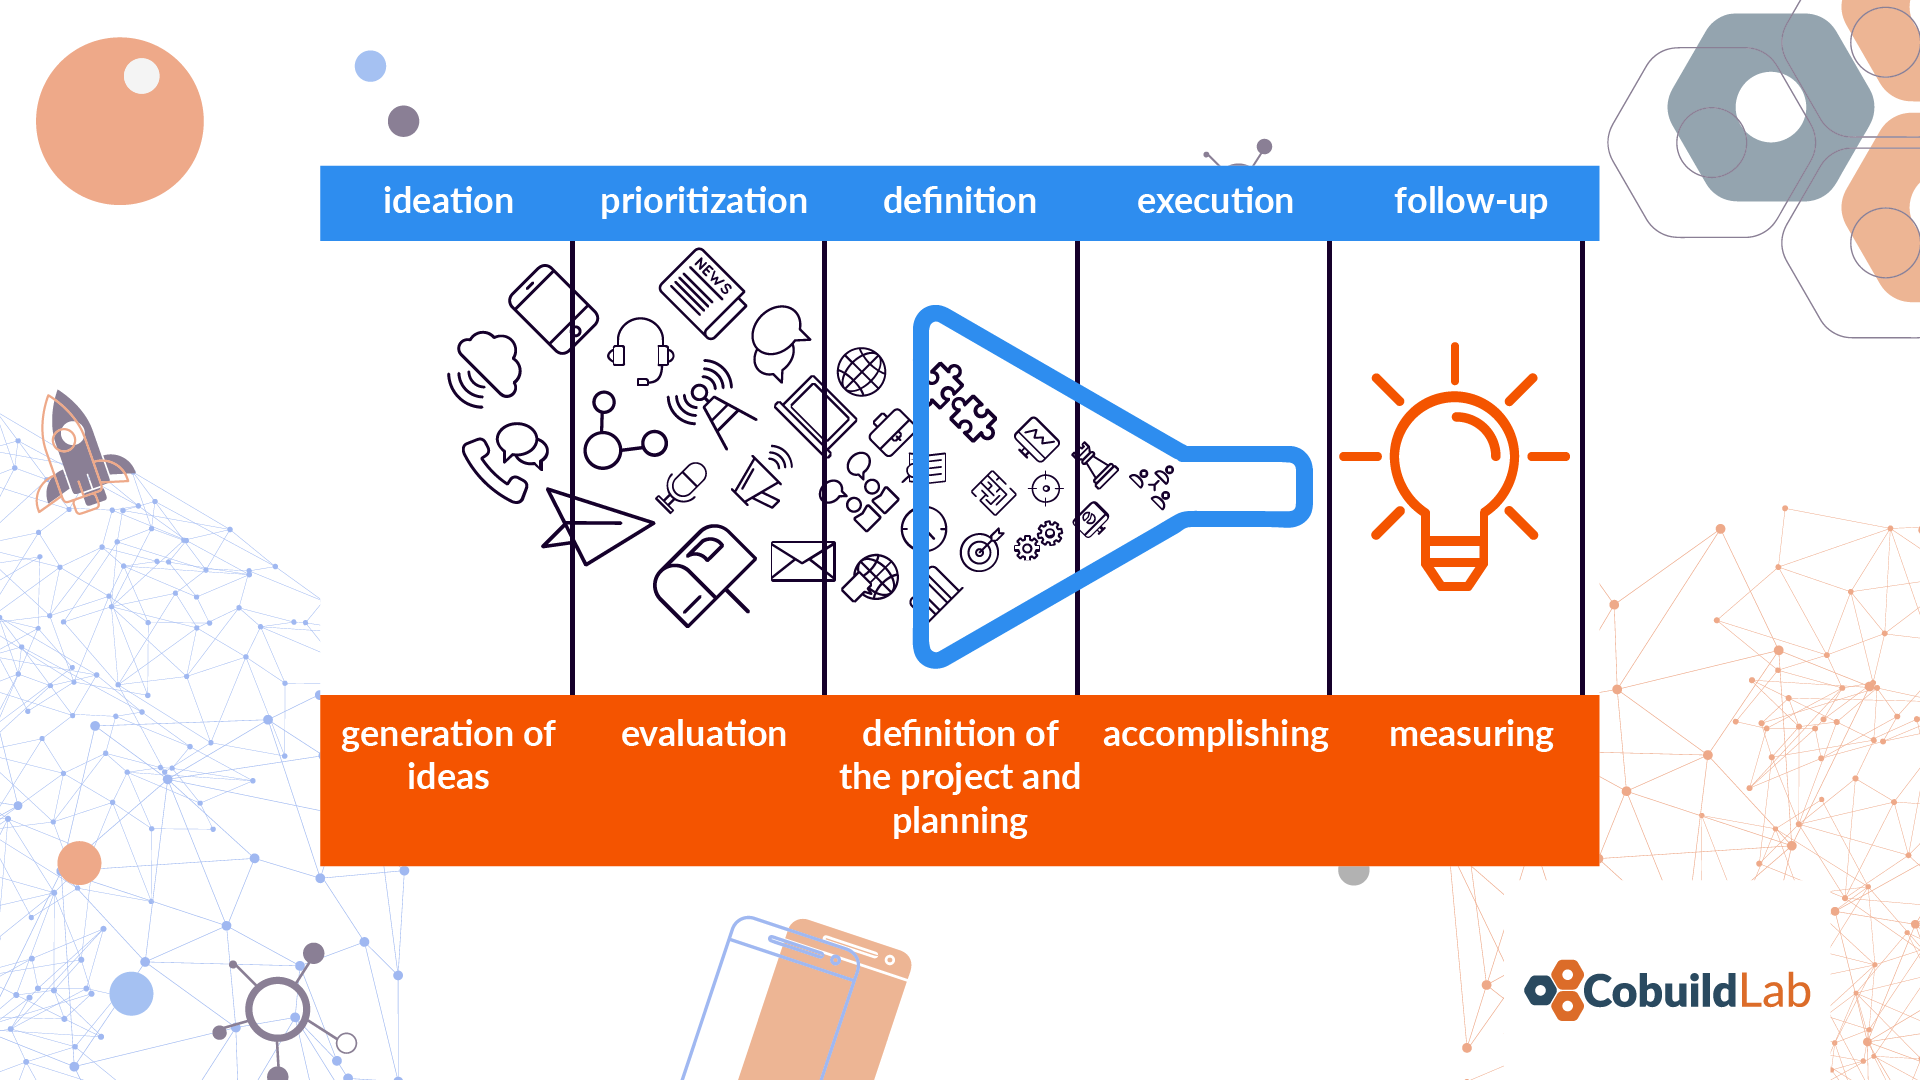 ideation prioritization definition execution follow-up
NEWS
generation of ideas
evaluation
definition of the project and planning
accomplishing
measuring
CobuildLab